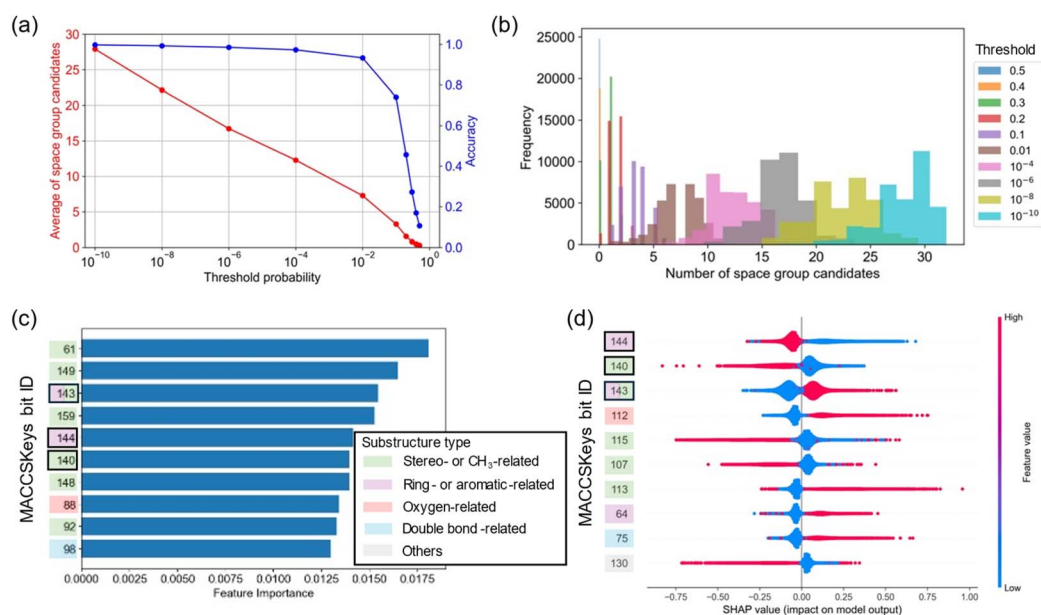 (a)
30
25
20
15
10
5
0
Average of space group candidates
1.0
0.8
0.6
0.4
0.2
0.0
Accuracy
10⁻¹⁰ 10⁻⁸ 10⁻⁶ 10⁻⁴ 10⁻² 10⁰
Threshold probability
(b)
25000
20000
15000
10000
5000
0
Frequency
0 5 10 15 20 25 30
Number of space group candidates
Threshold
0.5
0.4
0.3
0.2
0.1
0.01
10⁻⁴
10⁻⁶
10⁻⁸
10⁻¹⁰
(c)
MACCSKeys bit ID
61
149
143
159
144
140
148
88
92
98
Substructure type
Stereo- or CH₃-related
Ring- or aromatic-related
Oxygen-related
Double bond-related
Others
0.0000 0.0025 0.0050 0.0075 0.0100 0.0125 0.0150 0.0175
Feature Importance
(d)
MACCSKeys bit ID
144
140
143
112
115
107
113
64
75
130
−0.75 −0.50 −0.25 0.00 0.25 0.50 0.75 1.00
SHAP value (impact on model output)
High
Feature value
Low